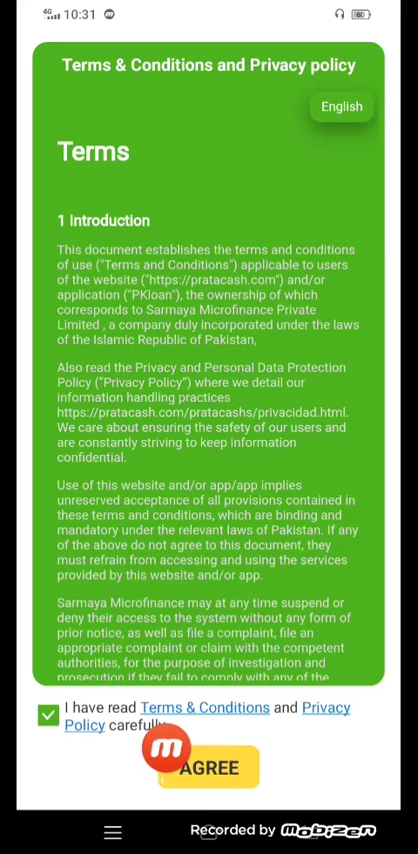 4G 10:31 60
Terms & Conditions and Privacy policy
English
Terms
1 Introduction
This document establishes the terms and conditions
of use ("Terms and Conditions") applicable to users
of the website ("https://pratacash.com") and/or
application ("PKloan"), the ownership of which
corresponds to Sarmaya Microfinance Private
Limited , a company duly incorporated under the laws
of the Islamic Republic of Pakistan,
Also read the Privacy and Personal Data Protection
Policy ("Privacy Policy") where we detail our
information handling practices
https://pratacash.com/pratacashs/privacidad.html.
We care about ensuring the safety of our users and
are constantly striving to keep information
confidential.
Use of this website and/or app/app implies
unreserved acceptance of all provisions contained in
these terms and conditions, which are binding and
mandatory under the relevant laws of Pakistan. If any
of the above do not agree to this document, they
must refrain from accessing and using the services
provided by this website and/or app.
Sarmaya Microfinance may at any time suspend or
deny their access to the system without any form of
prior notice, as well as file a complaint, file an
appropriate complaint or claim with the competent
authorities, for the purpose of investigation and
prosecution if they fail to comply with any of the
I have read Terms & Conditions and Privacy
Policy carefully
m
AGREE
Recorded by mobizen